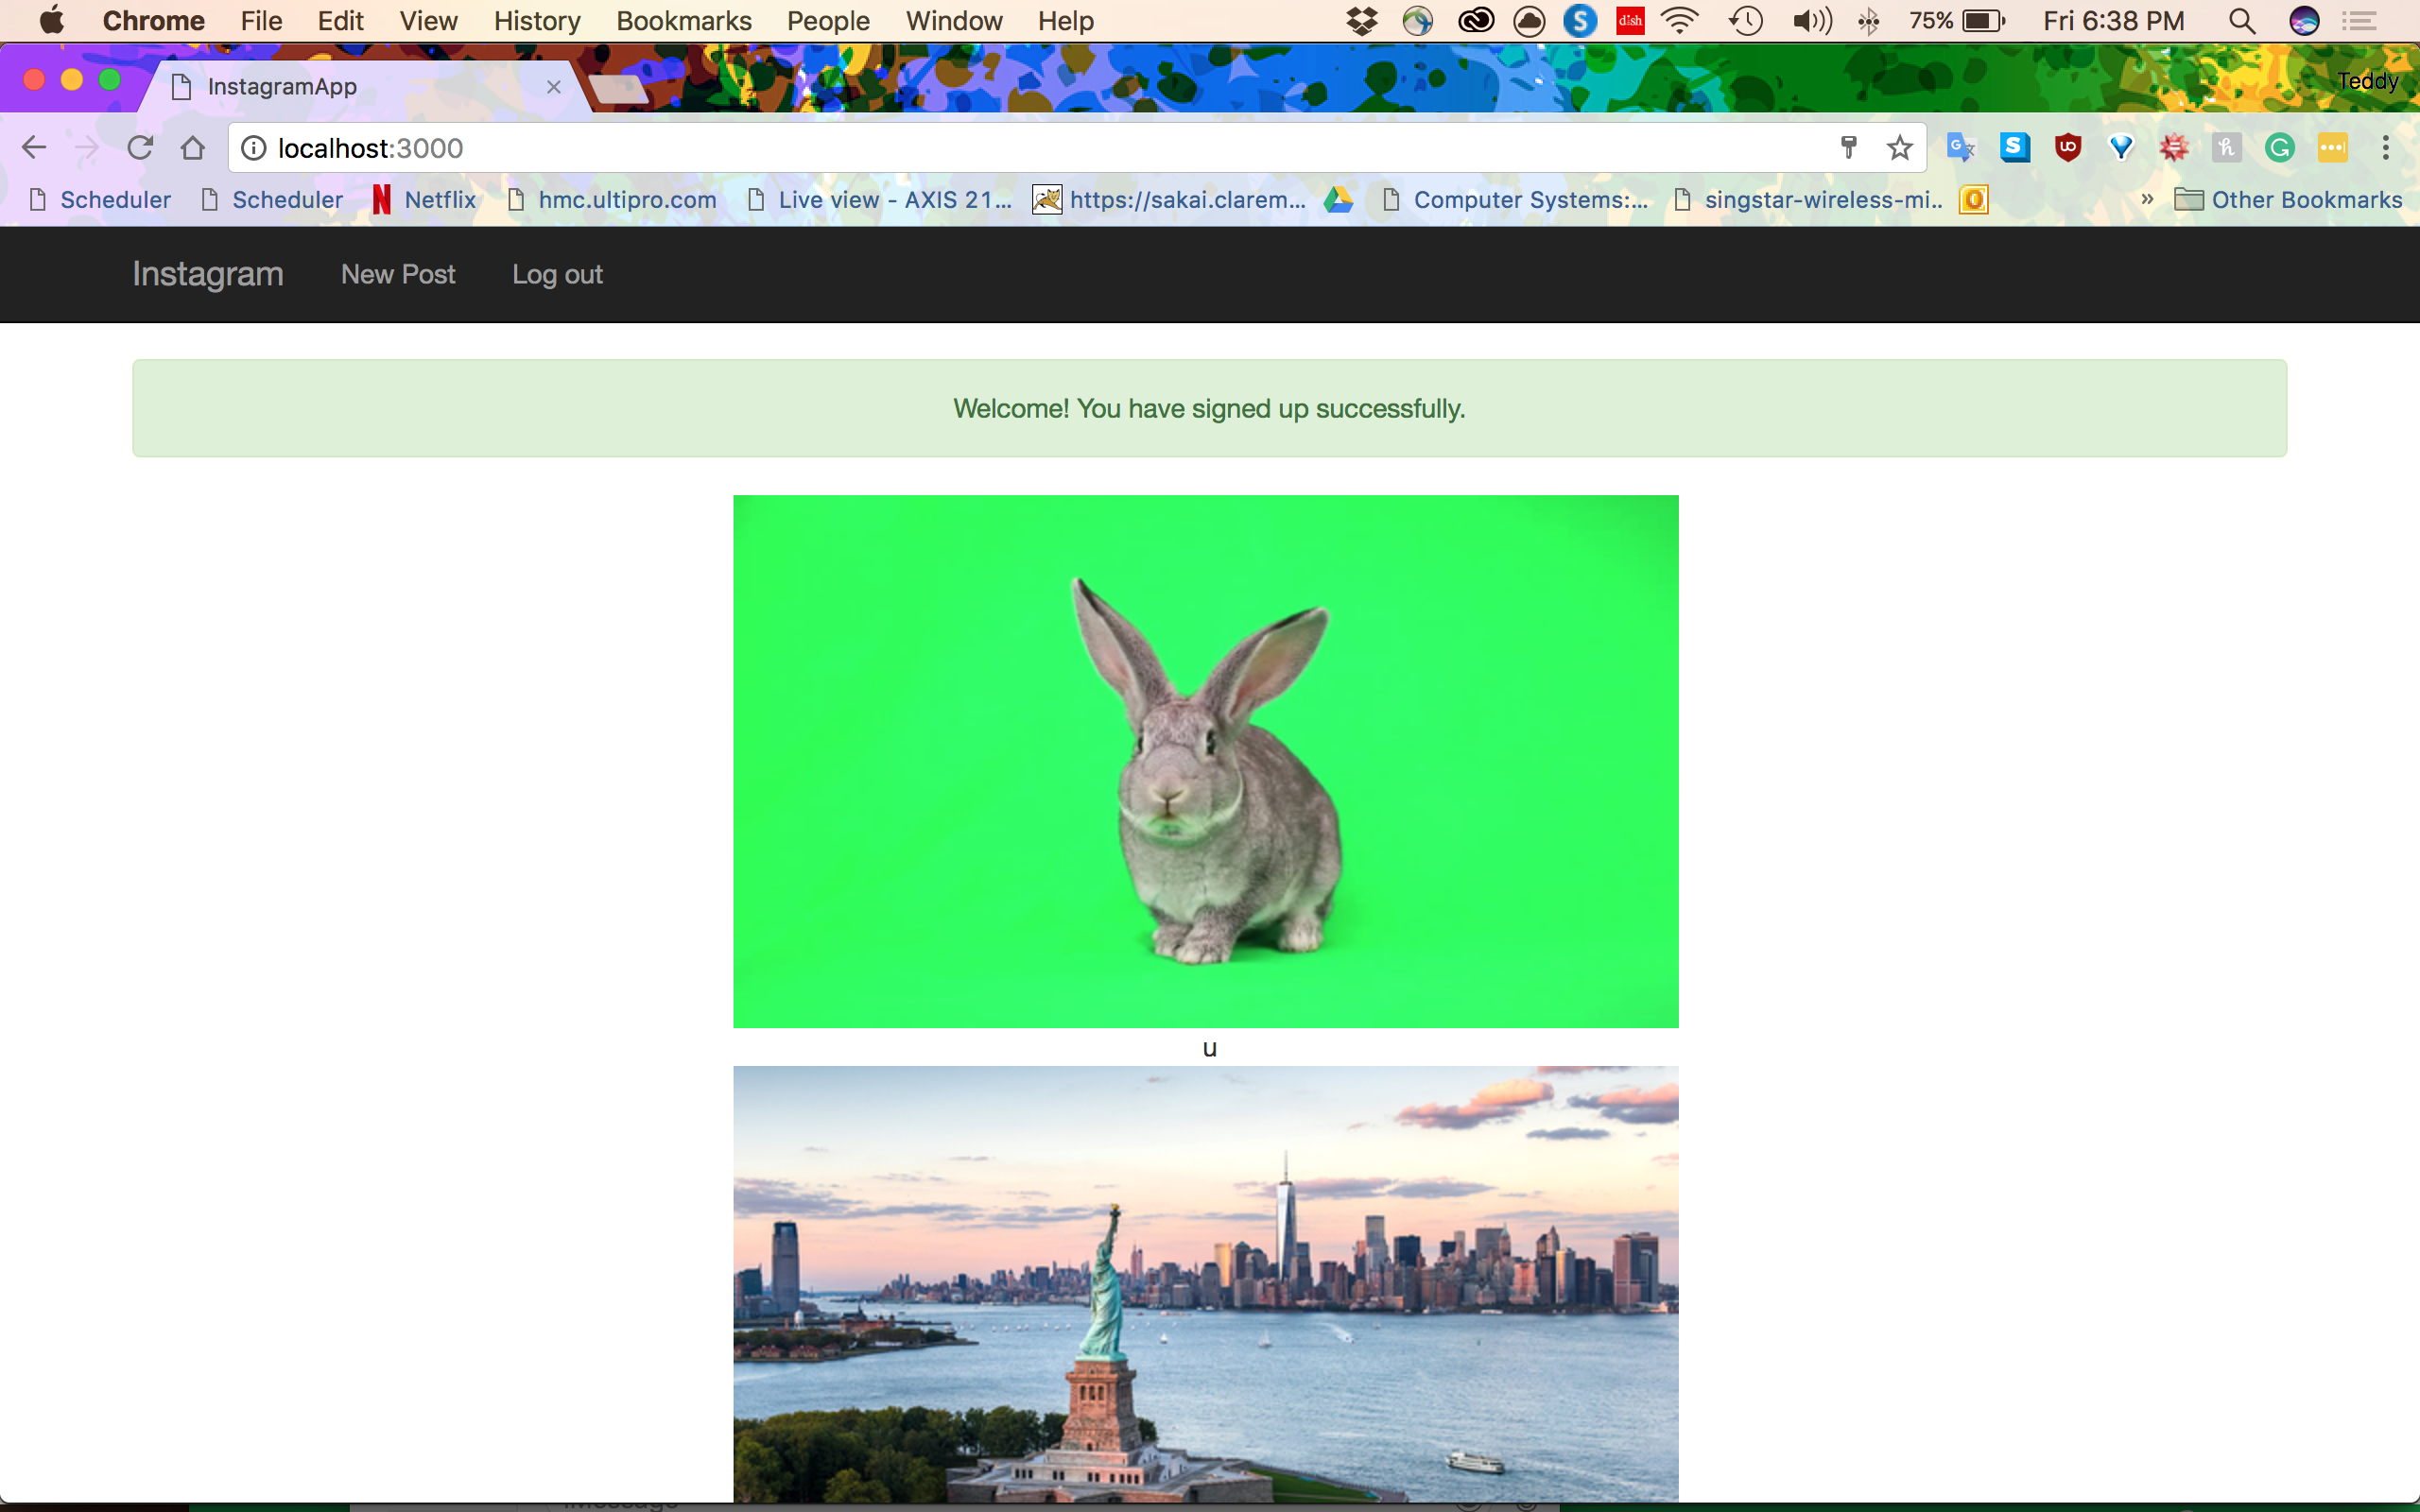 Chrome File Edit View History Bookmarks People Window Help dish 75% Fri 6:38 PM
InstagramApp Teddy
localhost:3000
Scheduler Scheduler Netflix hmc.ultipro.com Live view - AXIS 21... https://sakai.clarem... Computer Systems:... singstar-wireless-mi... » Other Bookmarks
Instagram New Post Log out
Welcome! You have signed up successfully.
u